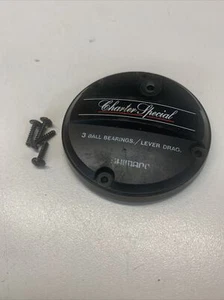 Charter Special
3 BALL BEARINGS./LEVER DRAG.
SHIMANO